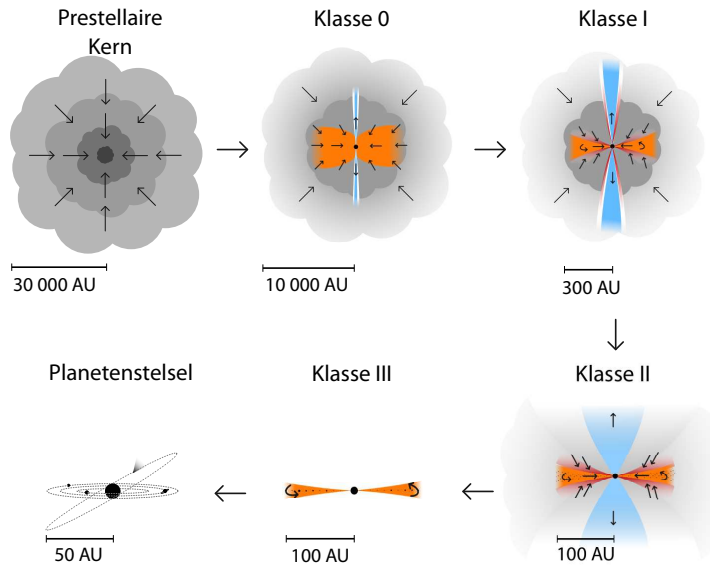 Prestellaire
Kern
Klasse 0
Klasse I
30 000 AU
10 000 AU
300 AU
Planetenstelsel
Klasse III
Klasse II
50 AU
100 AU
100 AU